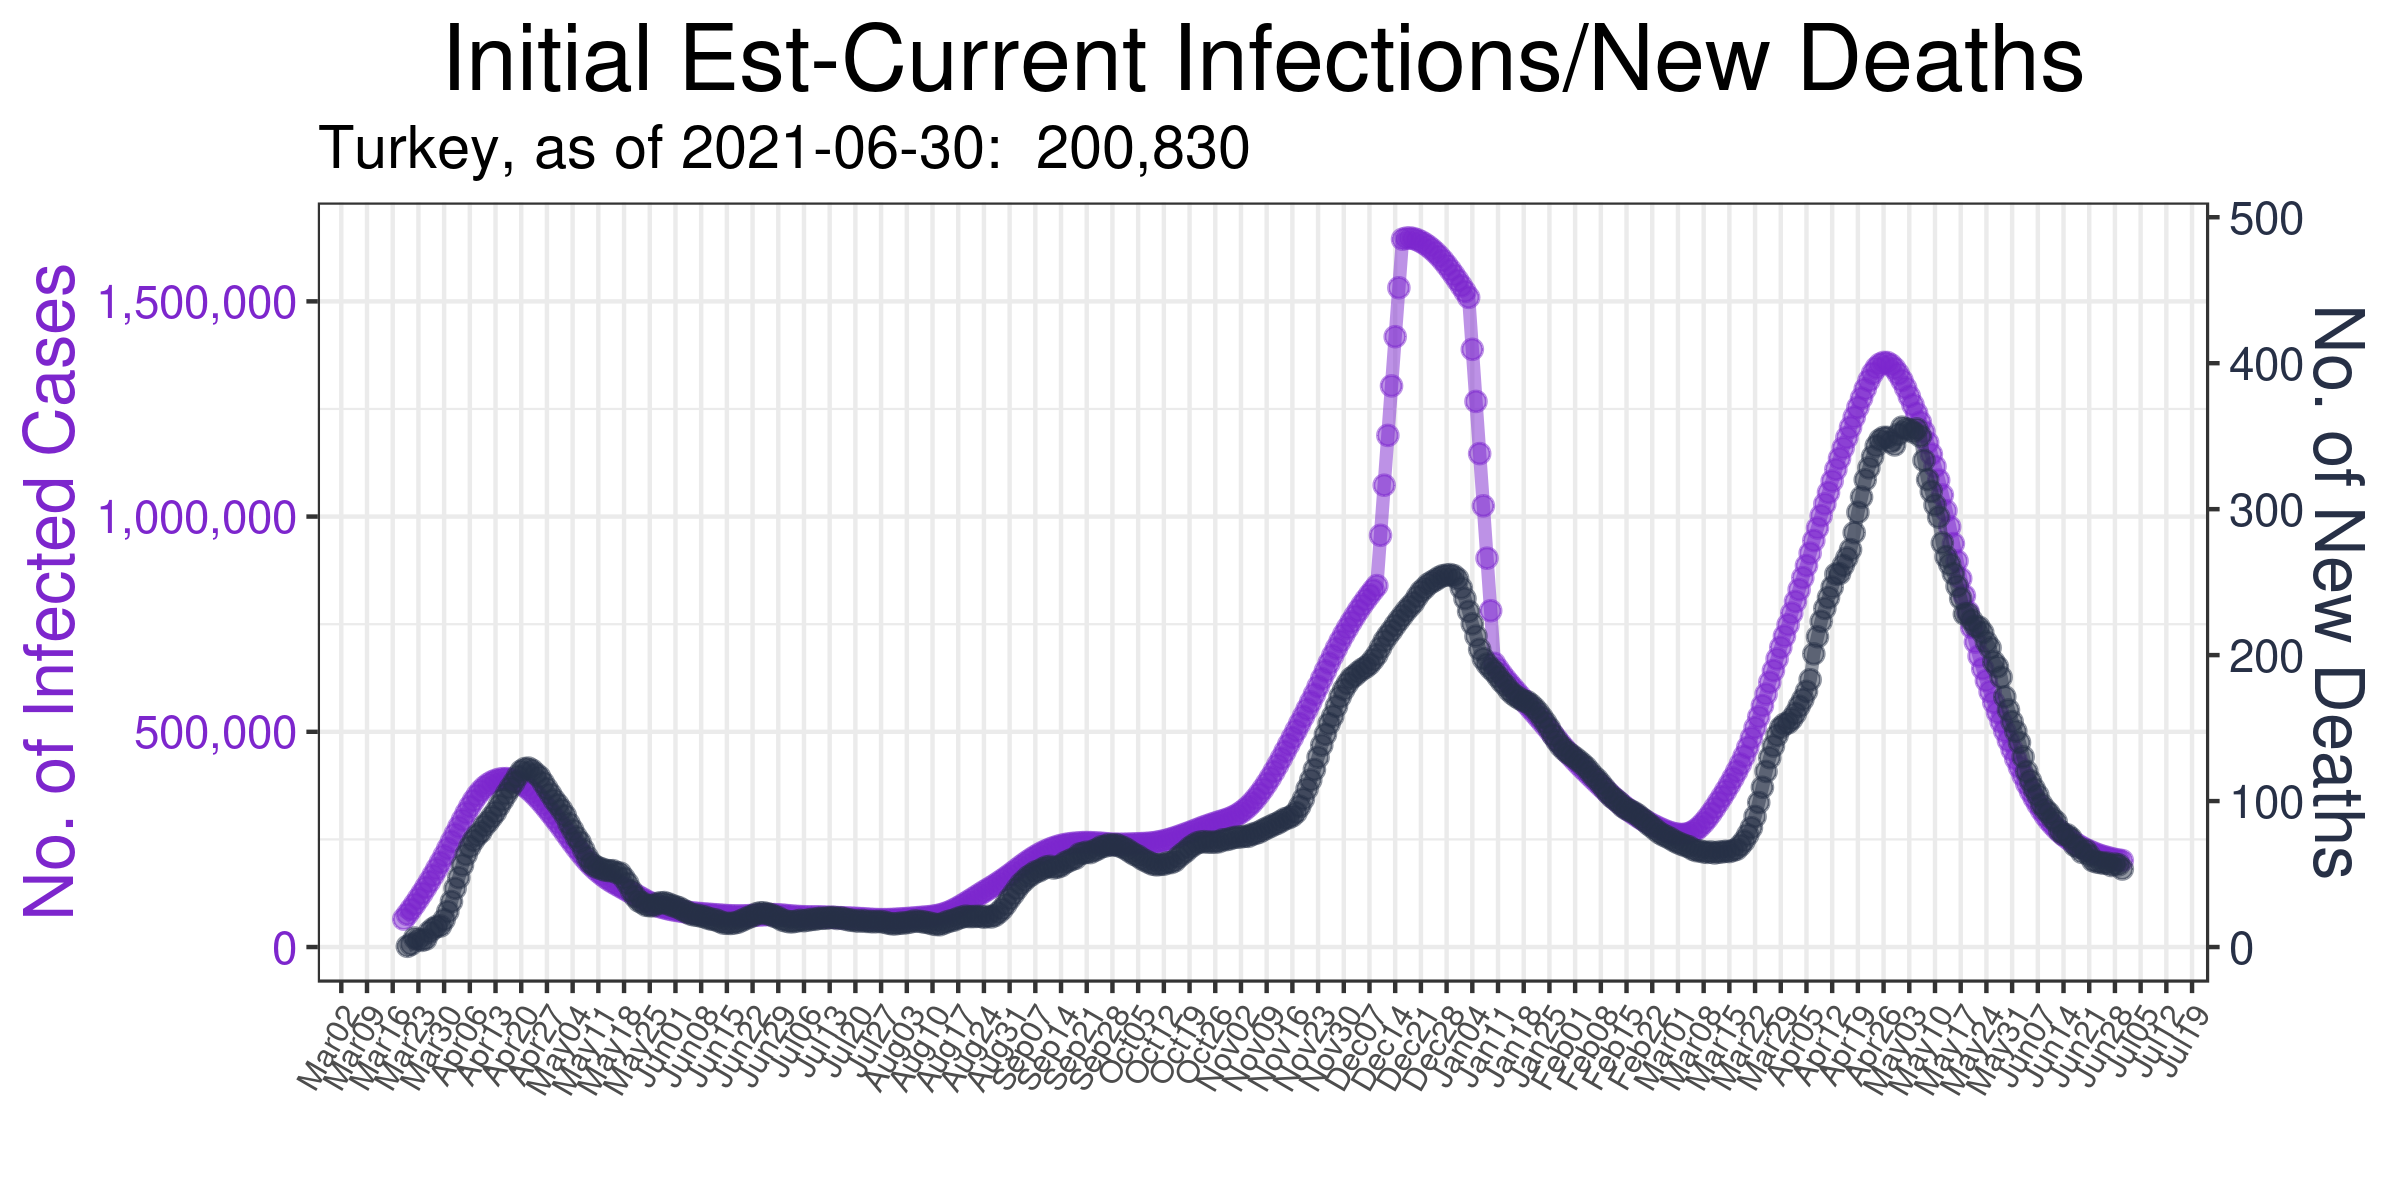 Initial Est-Current Infections/New Deaths
Turkey, as of 2021-06-30: 200,830
No. of Infected Cases
1,500,000
1,000,000
500,000
0
500
400
300
200
100
0
No. of New Deaths
Mar02
Mar09
Mar16
Mar23
Mar30
Apr06
Apr13
Apr20
Apr27
May04
May11
May18
May25
Jun01
Jun08
Jun15
Jun22
Jun29
Jul06
Jul13
Jul20
Jul27
Aug03
Aug10
Aug17
Aug24
Aug31
Sep07
Sep14
Sep21
Sep28
Oct05
Oct12
Oct19
Oct26
Nov02
Nov09
Nov16
Nov23
Nov30
Dec07
Dec14
Dec21
Dec28
Jan04
Jan11
Jan18
Jan25
Feb01
Feb08
Feb15
Feb22
Mar01
Mar08
Mar15
Mar22
Mar29
Apr05
Apr12
Apr19
Apr26
May03
May10
May17
May24
May31
Jun07
Jun14
Jun21
Jun28
Jul05
Jul12
Jul19